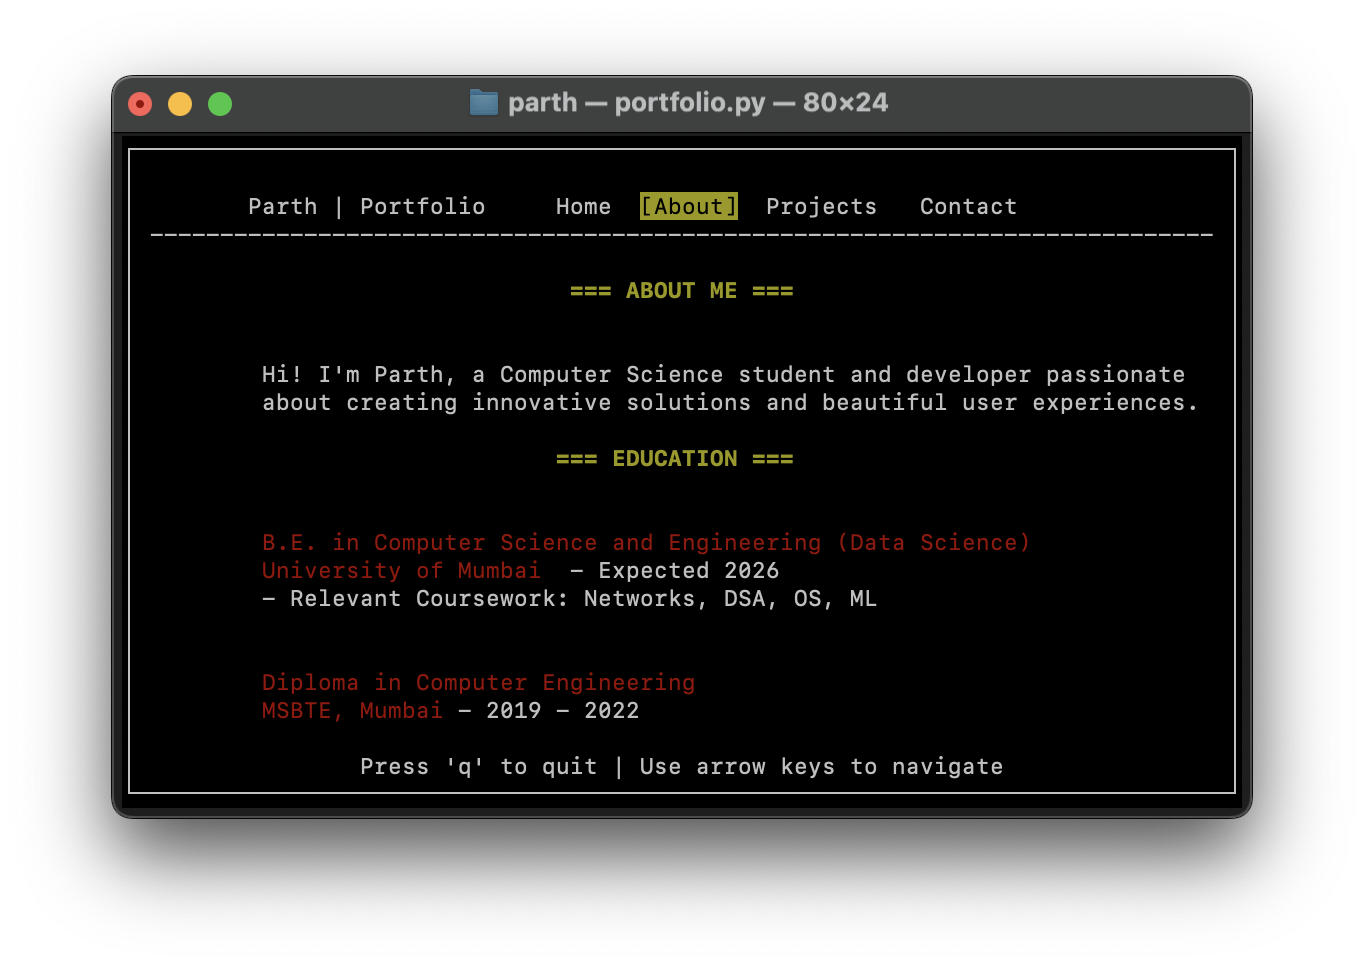 parth — portfolio.py — 80×24
Parth | Portfolio Home [About] Projects Contact
=== ABOUT ME ===
Hi! I'm Parth, a Computer Science student and developer passionate
about creating innovative solutions and beautiful user experiences.
=== EDUCATION ===
B.E. in Computer Science and Engineering (Data Science)
University of Mumbai – Expected 2026
– Relevant Coursework: Networks, DSA, OS, ML
Diploma in Computer Engineering
MSBTE, Mumbai – 2019 – 2022
Press 'q' to quit | Use arrow keys to navigate